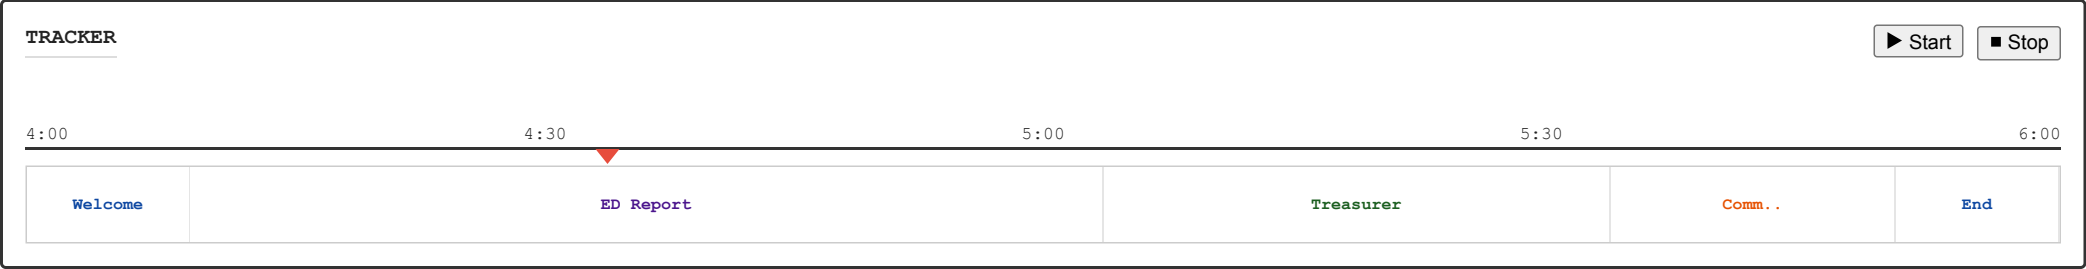 TRACKER
▶ Start ■ Stop
4:00 4:30 5:00 5:30 6:00
Welcome ED Report Treasurer Comm.. End